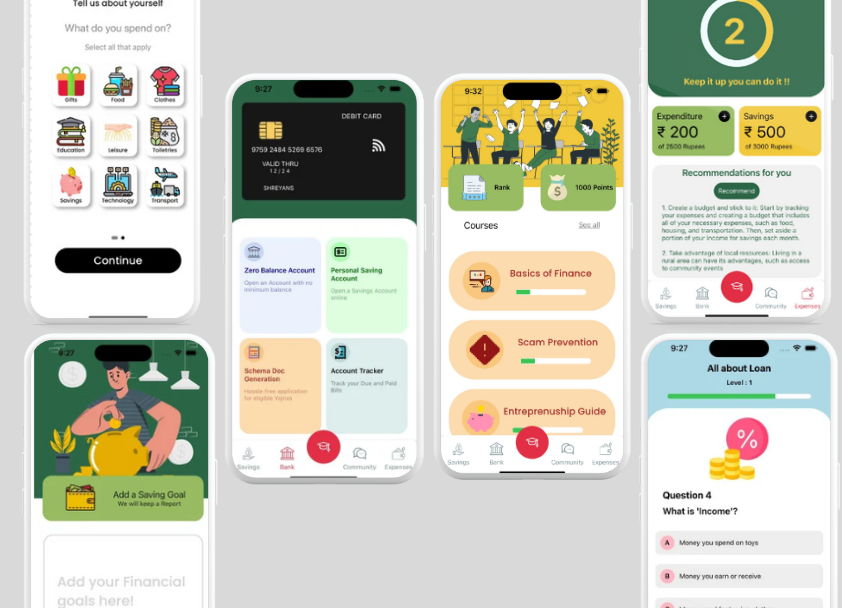 Tell us about yourself
What do you spend on?
Select all that apply
Gifts
Food
Clothes
Education
Leisure
Toiletries
Savings
Technology
Transport
Continue
9:27
Add a Saving Goal
We will keep a Report
Add your Financial
goals here!
9:27
DEBIT CARD
9759 2484 5269 6576
VALID THRU
12/24
SHREYANS
Zero Balance Account
Open an Account with no
minimum balance
Personal Saving
Account
Open a Savings Account
online
Schema Doc
Generation
Hassle-free application
for eligible
Account Tracker
Track your Due and Paid
Bills
Savings
Bank
Community
Expenses
9:32
Rank
1000 Points
Courses
See all
Basics of Finance
Scam Prevention
Entreprenuship Guide
Savings
Bank
Community
Expenses
2
Keep it up you can do it !!
Expenditure
₹ 200
of 2500 Rupees
Savings
₹ 500
of 3000 Rupees
Recommendations for you
Recommend
1. Create a budget and stick to it: Start by tracking
your expenses and creating a budget that includes
all of your necessary expenses, such as food,
housing, and transportation. Then, set aside a
portion of your income for savings each month.
2. Take advantage of local resources: Living in a
rural area can have its advantages, such as access
to community events
Savings
Bank
Community
Expenses
9:27
All about Loan
Level : 1
%
Question 4
What is 'Income'?
A
Money you spend on toys
B
Money you earn or receive